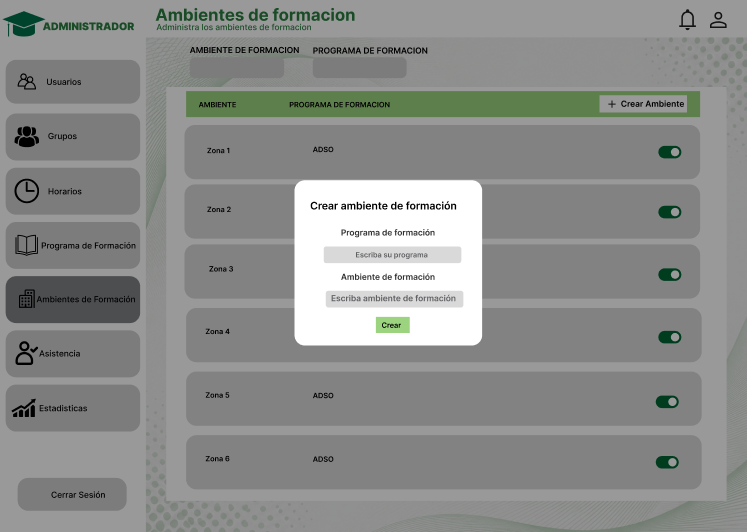 ADMINISTRADOR
Ambientes de formacion
Administra los ambientes de formacion
Usuarios
Grupos
Horarios
Programa de Formación
Ambientes de Formación
Asistencia
Estadísticas
Cerrar Sesión
AMBIENTE DE FORMACION PROGRAMA DE FORMACION
AMBIENTE PROGRAMA DE FORMACION + Crear Ambiente
Zona 1 ADSO
Zona 2
Zona 3
Zona 4
Zona 5 ADSO
Zona 6 ADSO
Crear ambiente de formación
Programa de formación
Escriba su programa
Ambiente de formación
Escriba ambiente de formación
Crear